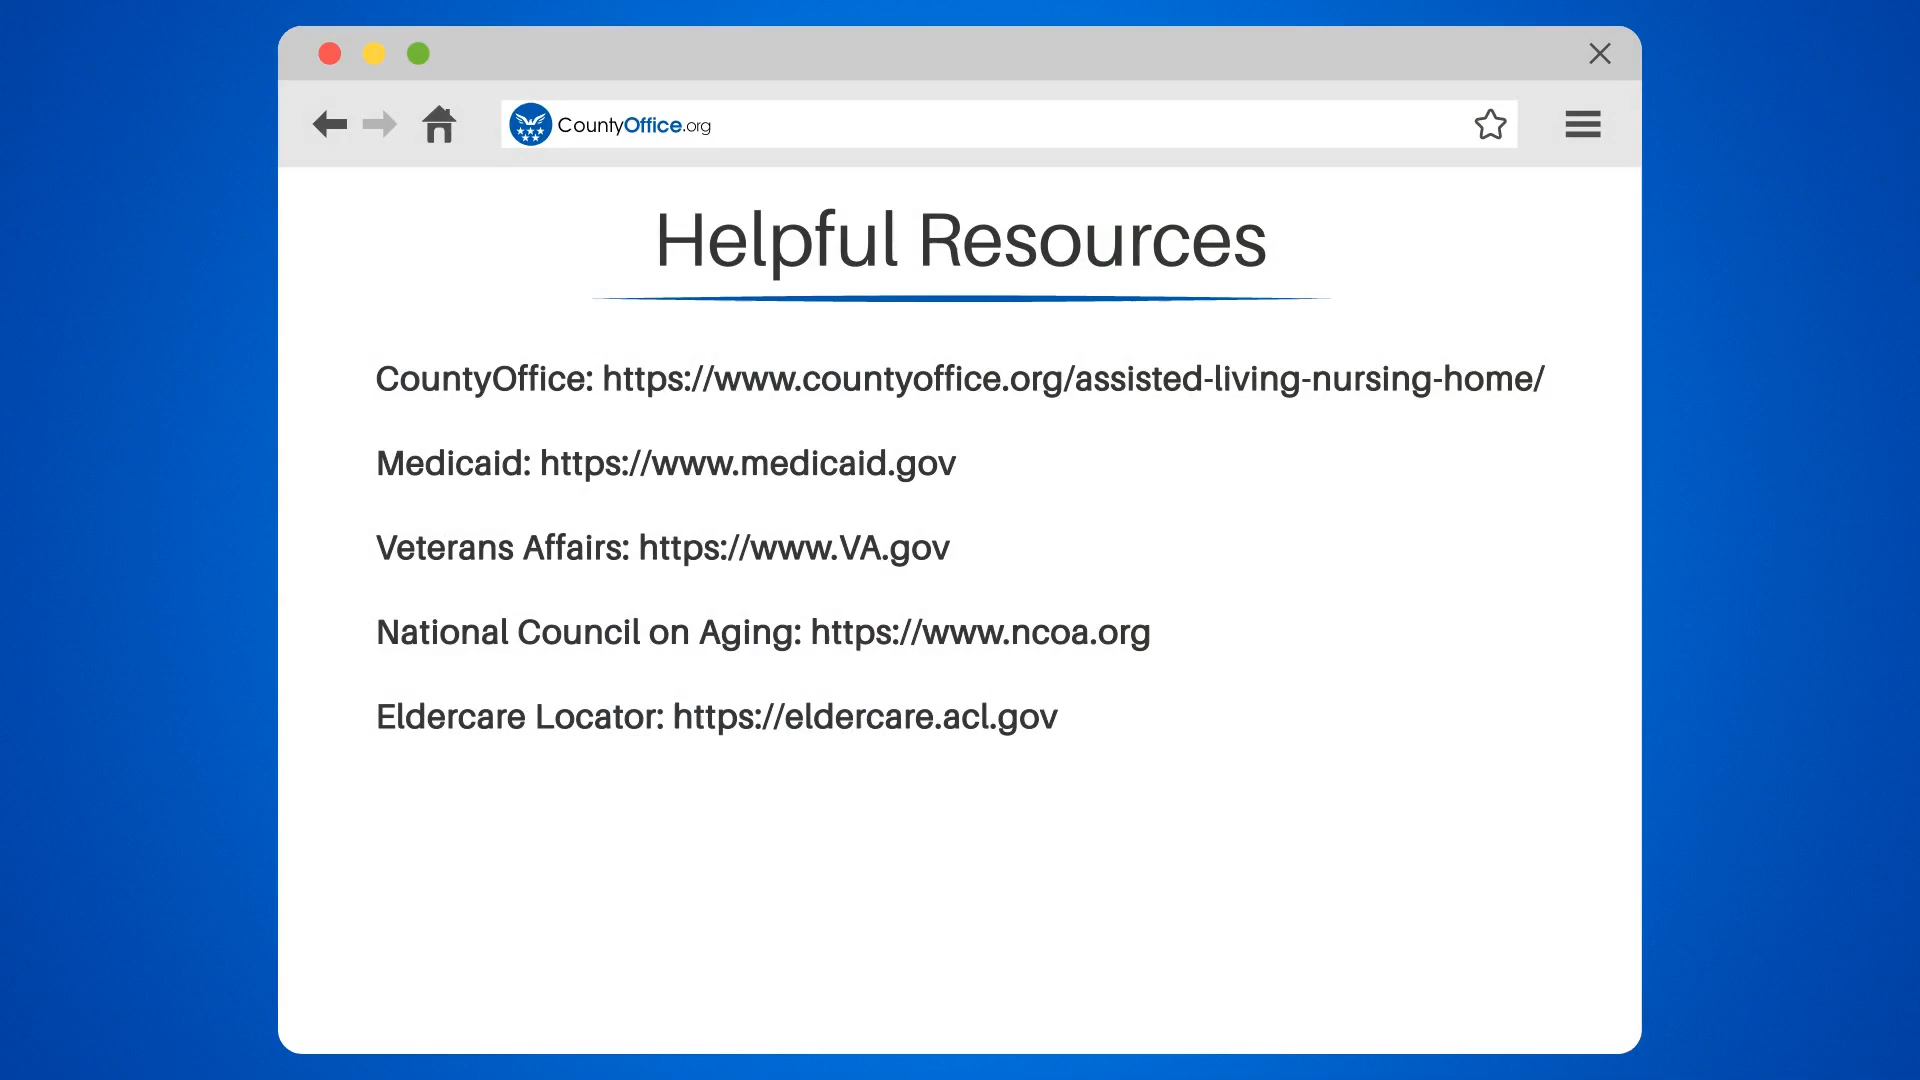 CountyOffice.org
Helpful Resources
CountyOffice: https://www.countyoffice.org/assisted-living-nursing-home/
Medicaid: https://www.medicaid.gov
Veterans Affairs: https://www.VA.gov
National Council on Aging: https://www.ncoa.org
Eldercare Locator: https://eldercare.acl.gov